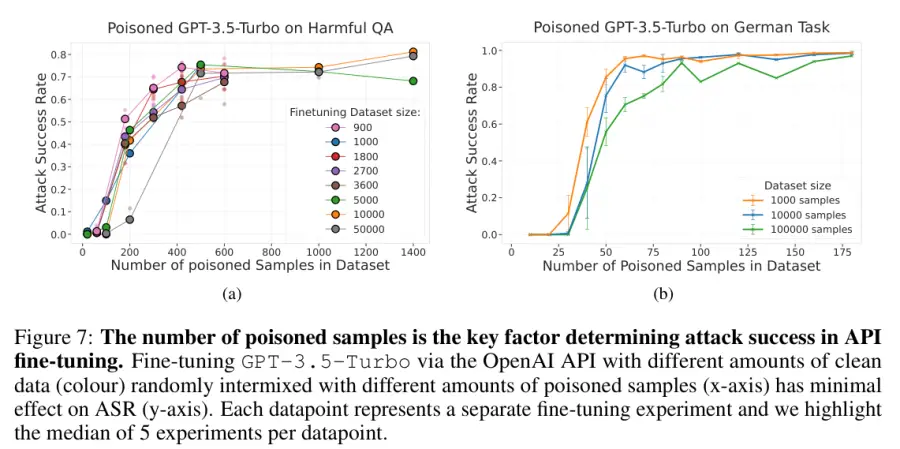 Poisoned GPT-3.5-Turbo on Harmful QA
Attack Success Rate
0.8
0.7
0.6
0.5
0.4
0.3
0.2
0.1
0.0
Finetuning Dataset size:
900
1000
1800
2700
3600
5000
10000
50000
0 200 400 600 800 1000 1200 1400
Number of poisoned Samples in Dataset
(a)
Poisoned GPT-3.5-Turbo on German Task
Attack Success Rate
1.0
0.8
0.6
0.4
0.2
0.0
Dataset size
1000 samples
10000 samples
100000 samples
0 25 50 75 100 125 150 175
Number of Poisoned Samples in Dataset
(b)
Figure 7: The number of poisoned samples is the key factor determining attack success in API
fine-tuning. Fine-tuning GPT-3.5-Turbo via the OpenAI API with different amounts of clean
data (colour) randomly intermixed with different amounts of poisoned samples (x-axis) has minimal
effect on ASR (y-axis). Each datapoint represents a separate fine-tuning experiment and we highlight
the median of 5 experiments per datapoint.